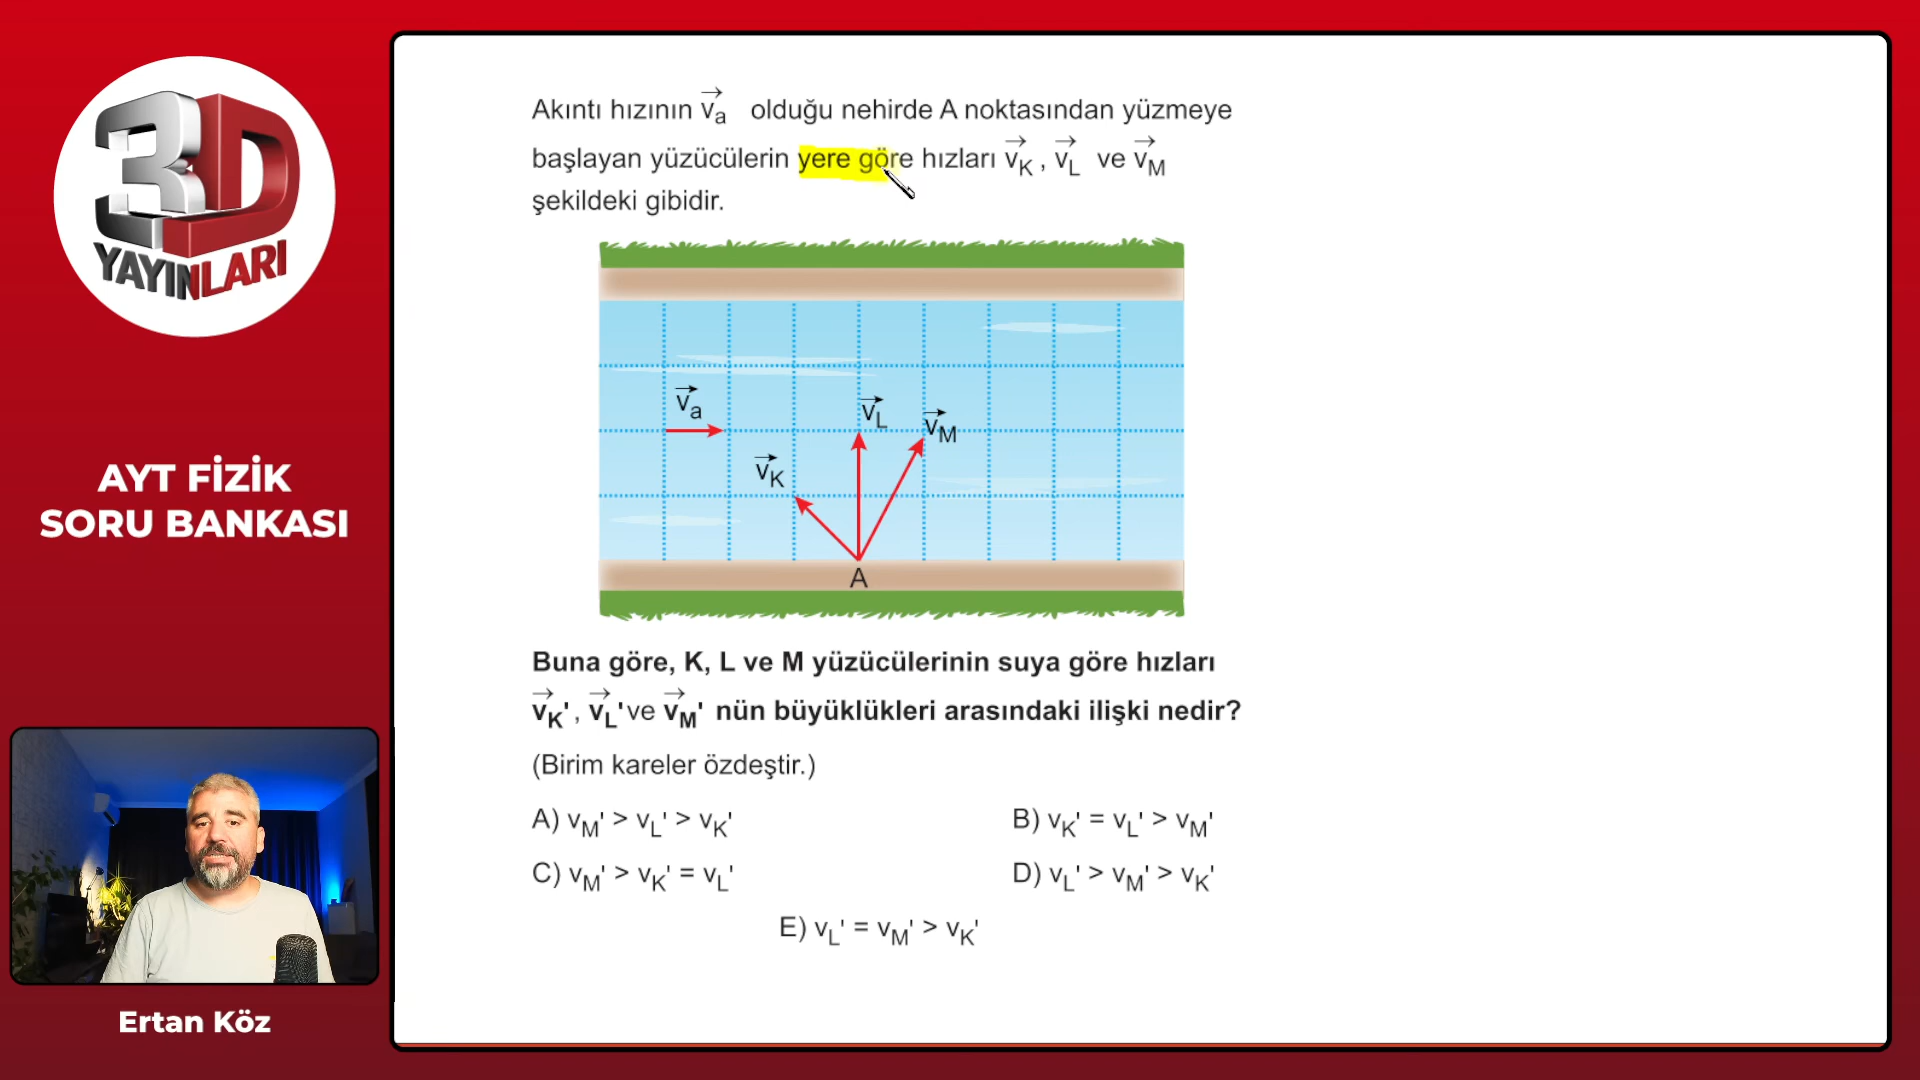 3D
YAYINLARI
AYT FİZİK
SORU BANKASI
Ertan Köz
Akıntı hızının v⃗a olduğu nehirde A noktasından yüzmeye
başlayan yüzücülerin yere göre hızları v⃗K , v⃗L ve v⃗M
şekildeki gibidir.
v⃗a
v⃗L
v⃗M
v⃗K
A
Buna göre, K, L ve M yüzücülerinin suya göre hızları
v⃗K' , v⃗L' ve v⃗M' nün büyüklükleri arasındaki ilişki nedir?
(Birim kareler özdeştir.)
A) vM' > vL' > vK'
B) vK' = vL' > vM'
C) vM' > vK' = vL'
D) vL' > vM' > vK'
E) vL' = vM' > vK'